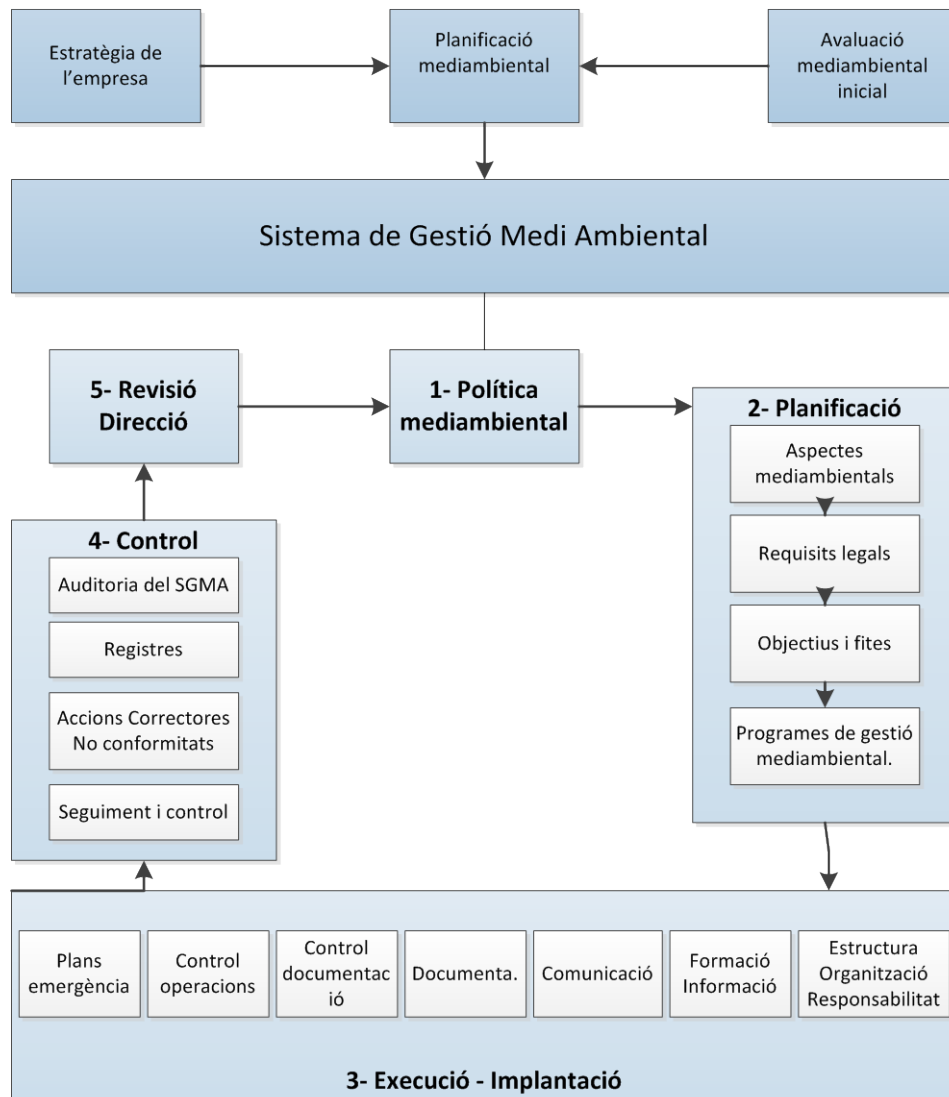 Estratègia de
l’empresa
Planificació
mediambiental
Avaluació
mediambiental
inicial
Sistema de Gestió Medi Ambiental
5- Revisió
Direcció
1- Política
mediambiental
2- Planificació
Aspectes
mediambientals
Requisits legals
Objectius i fites
Programes de gestió
mediambiental.
4- Control
Auditoria del SGMA
Registres
Accions Correctores
No conformitats
Seguiment i control
Plans
emergència
Control
operacions
Control
documentac
ió
Documenta.
Comunicació
Formació
Informació
Estructura
Organització
Responsabilitat
3- Execució - Implantació